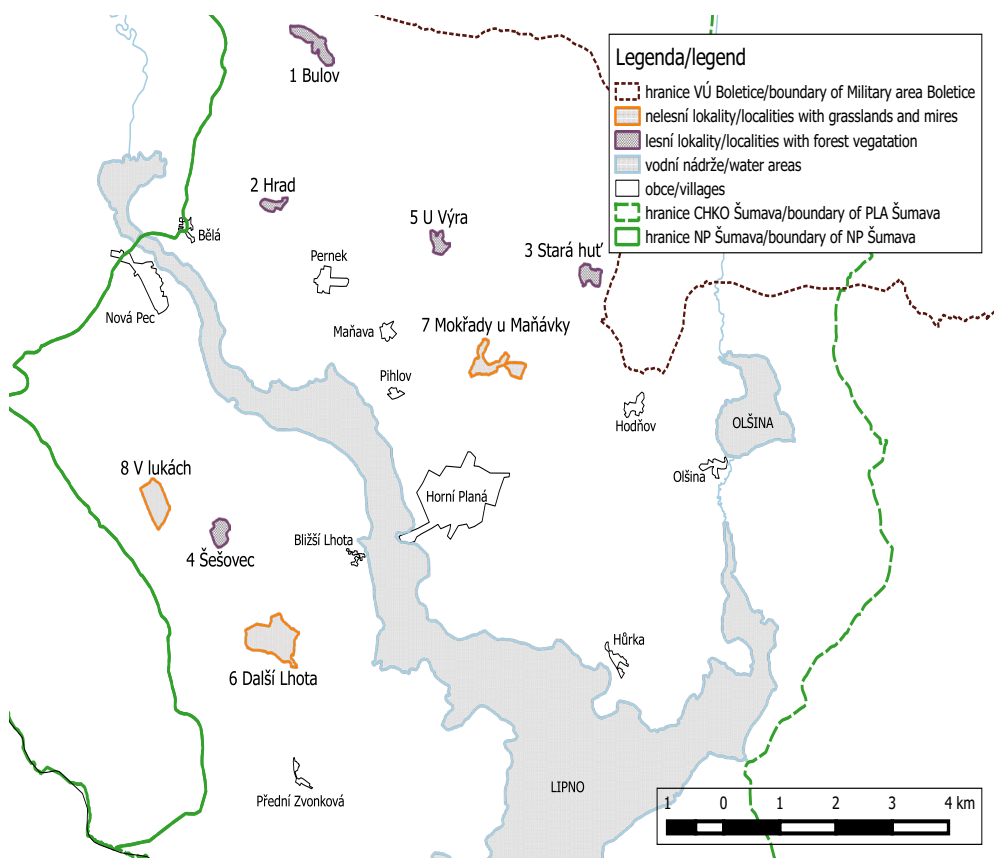 1 Bulov
Legenda/legend
hranice VÚ Boletice/boundary of Military area Boletice
nelesní lokality/localities with grasslands and mires
lesní lokality/localities with forest vegatation
vodní nádrže/water areas
obce/villages
hranice CHKO Šumava/boundary of PLA Šumava
hranice NP Šumava/boundary of NP Šumava
2 Hrad
5 U Výra
Bělá
3 Stará huť
Pernek
Nová Pec
7 Mokřady u Maňávky
Maňava
Pihlov
Hodňov
OLŠINA
8 V lukách
Olšina
Horní Planá
4 Šešovec
Bližší Lhota
Hůrka
6 Další Lhota
LIPNO
Přední Zvonková
1 0 1 2 3 4 km